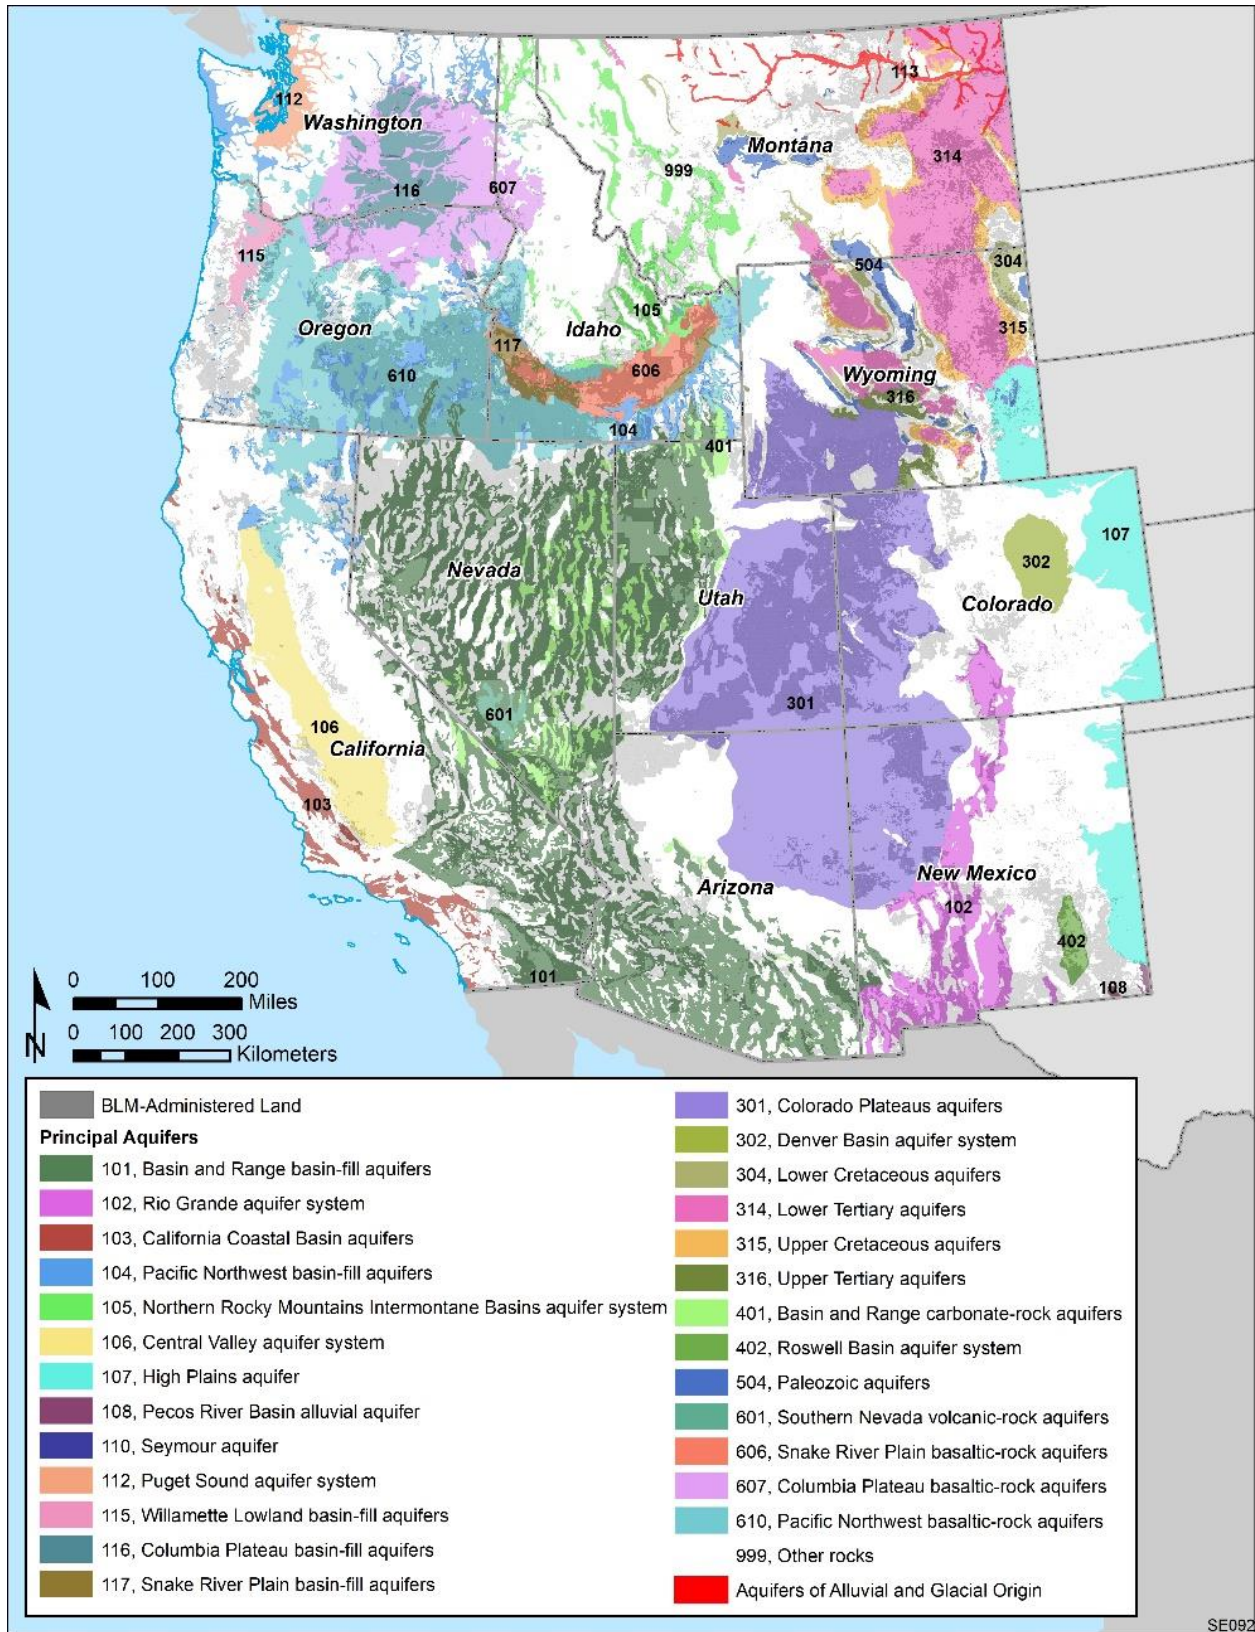 113
112
Washington
Montana
314
999
116
607
115
504
304
105
Oregon
Idaho
315
117
610
606
Wyoming
316
104
401
107
302
Nevada
Utah
Colorado
301
601
106
California
103
New Mexico
Arizona
102
402
101
108
0 100 200
Miles
0 100 200 300
Kilometers
N
BLM-Administered Land
Principal Aquifers
101, Basin and Range basin-fill aquifers
102, Rio Grande aquifer system
103, California Coastal Basin aquifers
104, Pacific Northwest basin-fill aquifers
105, Northern Rocky Mountains Intermontane Basins aquifer system
106, Central Valley aquifer system
107, High Plains aquifer
108, Pecos River Basin alluvial aquifer
110, Seymour aquifer
112, Puget Sound aquifer system
115, Willamette Lowland basin-fill aquifers
116, Columbia Plateau basin-fill aquifers
117, Snake River Plain basin-fill aquifers
301, Colorado Plateaus aquifers
302, Denver Basin aquifer system
304, Lower Cretaceous aquifers
314, Lower Tertiary aquifers
315, Upper Cretaceous aquifers
316, Upper Tertiary aquifers
401, Basin and Range carbonate-rock aquifers
402, Roswell Basin aquifer system
504, Paleozoic aquifers
601, Southern Nevada volcanic-rock aquifers
606, Snake River Plain basaltic-rock aquifers
607, Columbia Plateau basaltic-rock aquifers
610, Pacific Northwest basaltic-rock aquifers
999, Other rocks
Aquifers of Alluvial and Glacial Origin
SE092